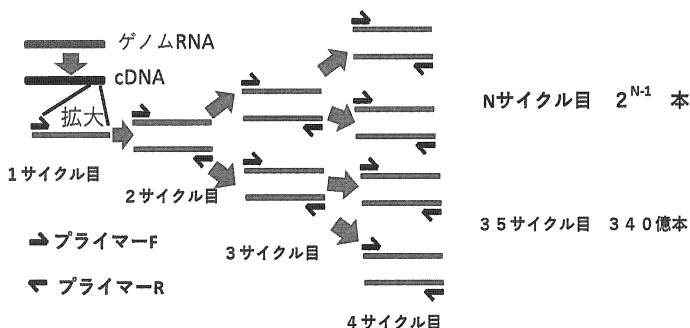 ゲノムRNA
cDNA
拡大
1サイクル目
2サイクル目
3サイクル目
4サイクル目
プライマーF
プライマーR
Nサイクル目 2^{N-1} 本
35サイクル目 340億本